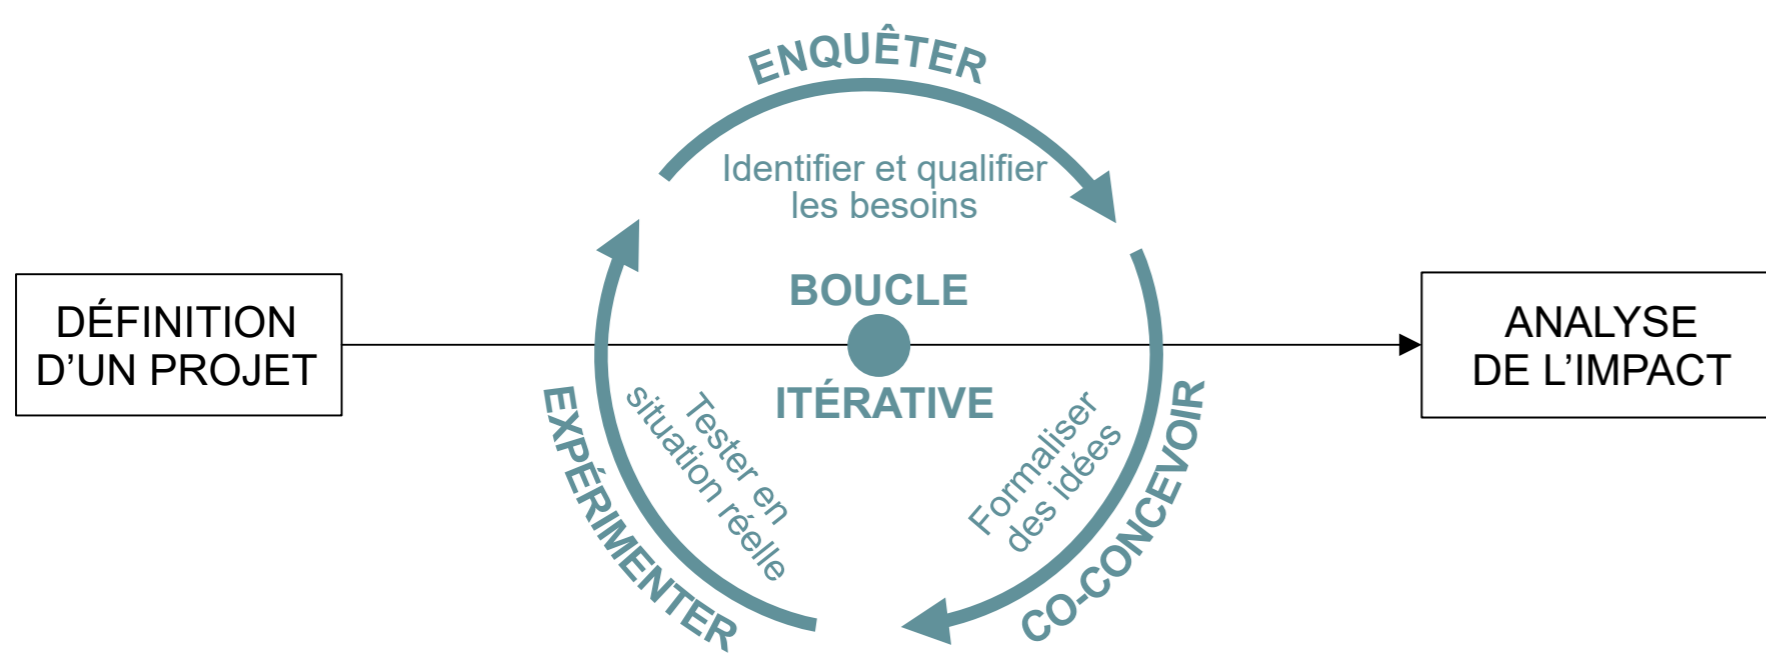 ENQUÊTER
Identifier et qualifier
les besoins
DÉFINITION
D’UN PROJET
BOUCLE
ITÉRATIVE
ANALYSE
DE L’IMPACT
EXPÉRIMENTER
Tester en
situation réelle
Formaliser
des idées
CO-CONCEVOIR